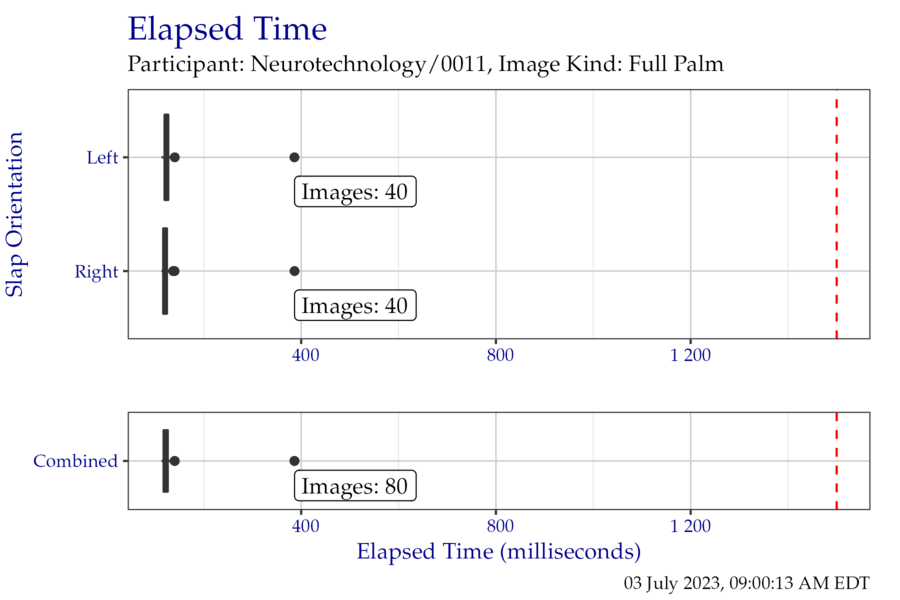 Elapsed Time
Participant: Neurotechnology/0011, Image Kind: Full Palm
Slap Orientation
Left
Images: 40
Right
Images: 40
400 800 1 200
Combined
Images: 80
400 800 1 200
Elapsed Time (milliseconds)
03 July 2023, 09:00:13 AM EDT